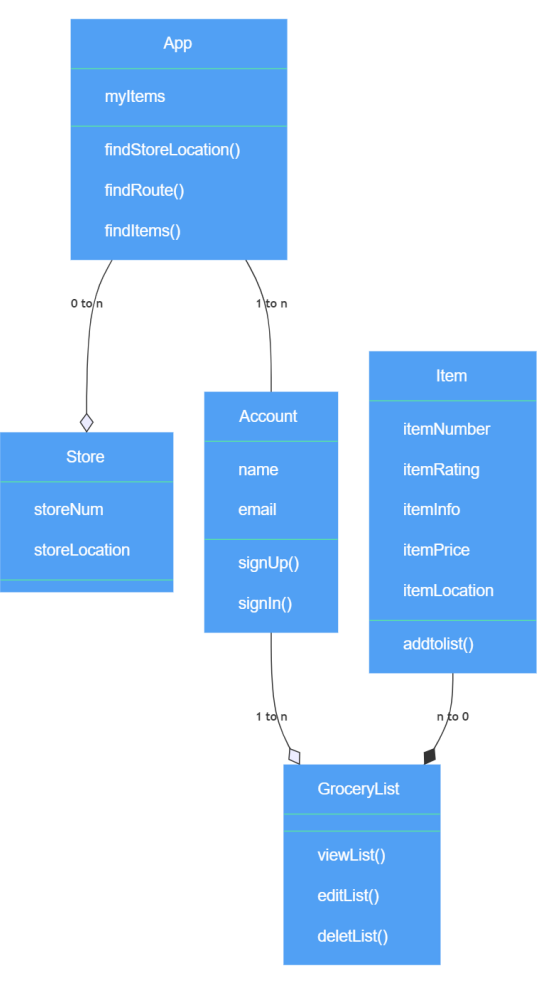 App
myItems
findStoreLocation()
findRoute()
findItems()
0 to n
1 to n
Store
storeNum
storeLocation
Account
name
email
signUp()
signIn()
Item
itemNumber
itemRating
itemInfo
itemPrice
itemLocation
addtolist()
1 to n
n to 0
GroceryList
viewList()
editList()
deletList()